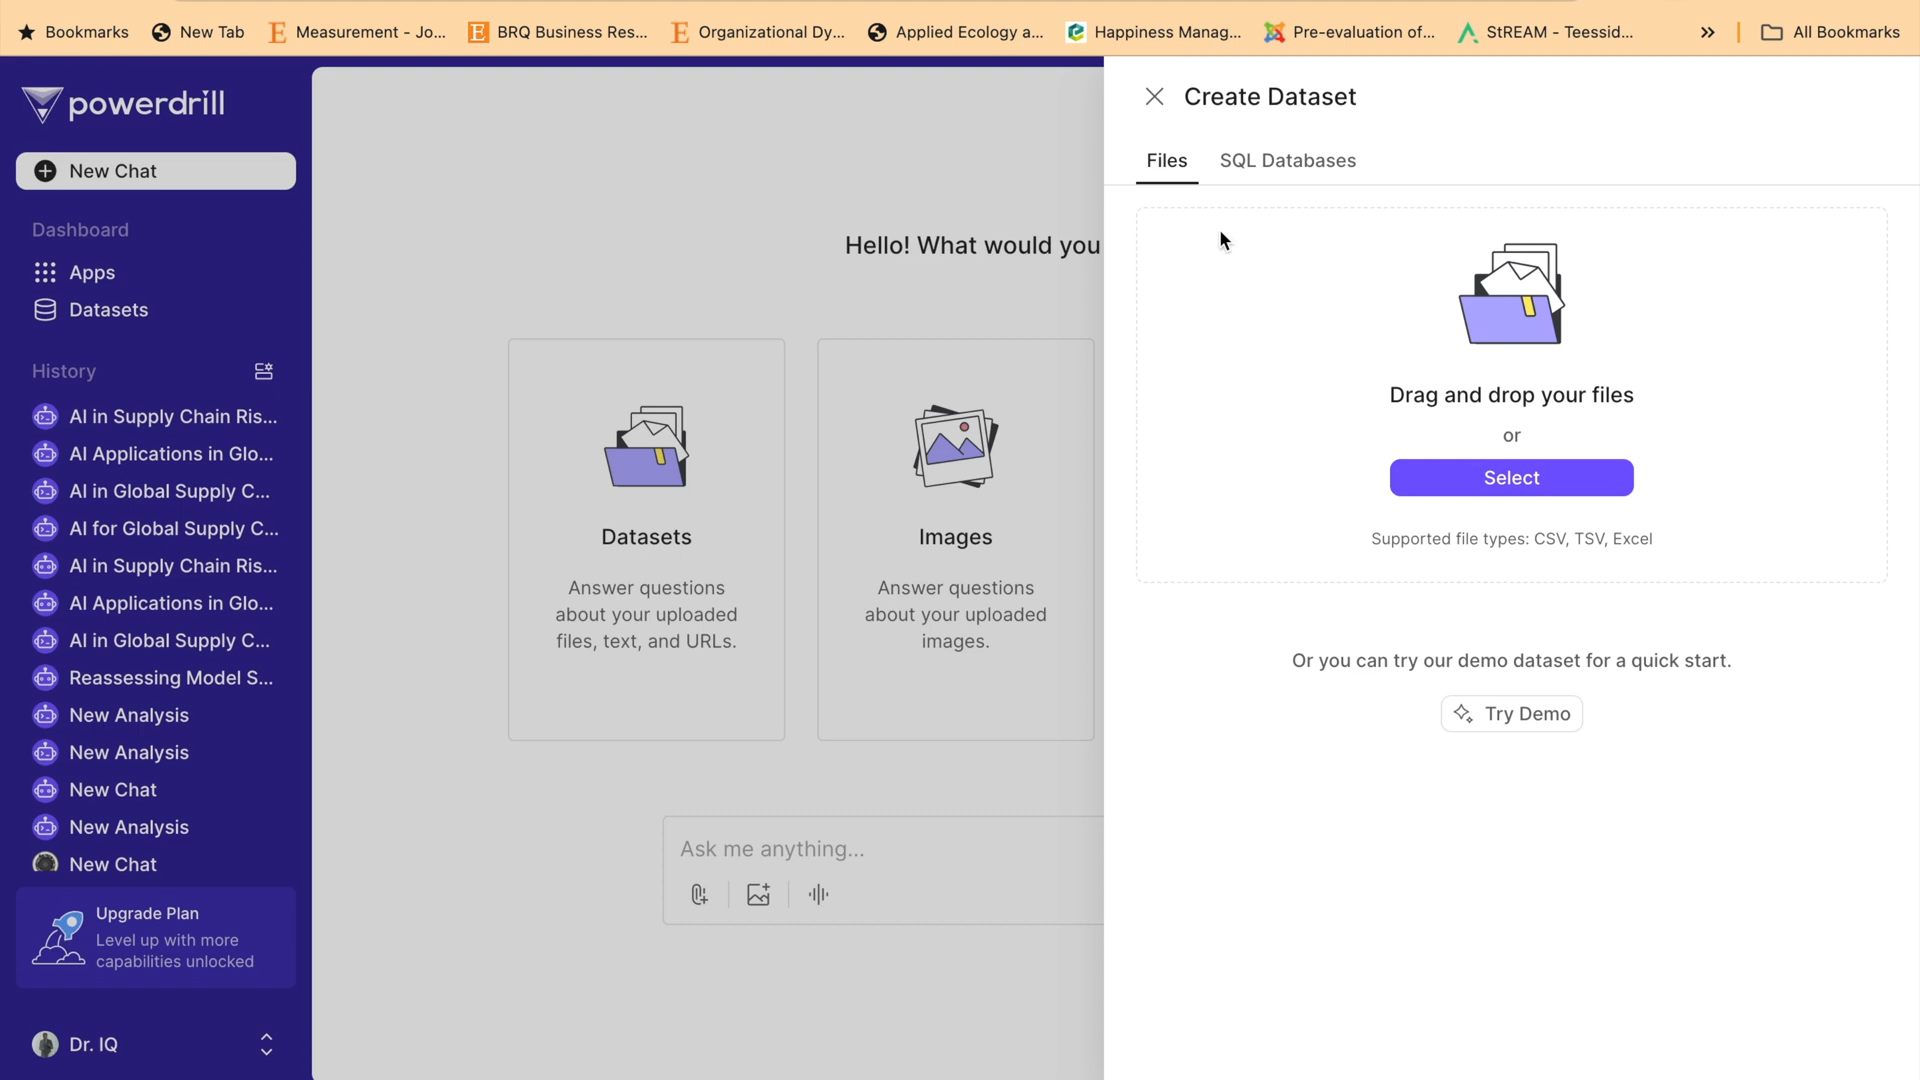 Bookmarks
New Tab
Measurement - Jo...
BRQ Business Res...
Organizational Dy...
Applied Ecology a...
Happiness Manag...
Pre-evaluation of...
StREAM - Teessid...
All Bookmarks
powerdrill
New Chat
Dashboard
Apps
Datasets
History
AI in Supply Chain Ris...
AI Applications in Glo...
AI in Global Supply C...
AI for Global Supply C...
AI in Supply Chain Ris...
AI Applications in Glo...
AI in Global Supply C...
Reassessing Model S...
New Analysis
New Analysis
New Chat
New Analysis
New Chat
Upgrade Plan
Level up with more
capabilities unlocked
Dr. IQ
Hello! What would you
Datasets
Answer questions
about your uploaded
files, text, and URLs.
Images
Answer questions
about your uploaded
images.
Ask me anything...
Create Dataset
Files
SQL Databases
Drag and drop your files
or
Select
Supported file types: CSV, TSV, Excel
Or you can try our demo dataset for a quick start.
Try Demo